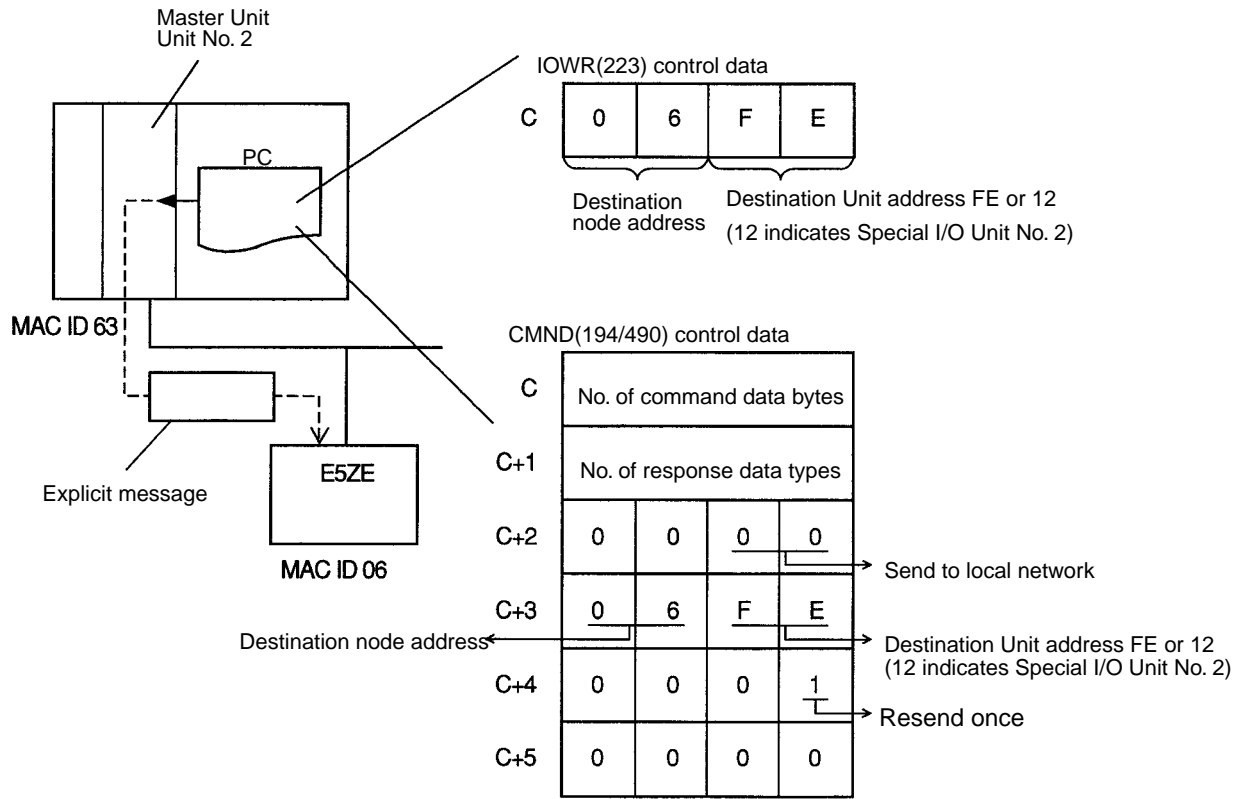 Master Unit
Unit No. 2
PC
MAC ID 63
Explicit message
E5ZE
MAC ID 06
IOWR(223) control data
C 0 6 F E
Destination
node address
Destination Unit address FE or 12
(12 indicates Special I/O Unit No. 2)
CMND(194/490) control data
C No. of command data bytes
C+1 No. of response data types
C+2 0 0 0 0
Send to local network
C+3 0 6 F E
Destination node address
Destination Unit address FE or 12
(12 indicates Special I/O Unit No. 2)
C+4 0 0 0 1
Resend once
C+5 0 0 0 0